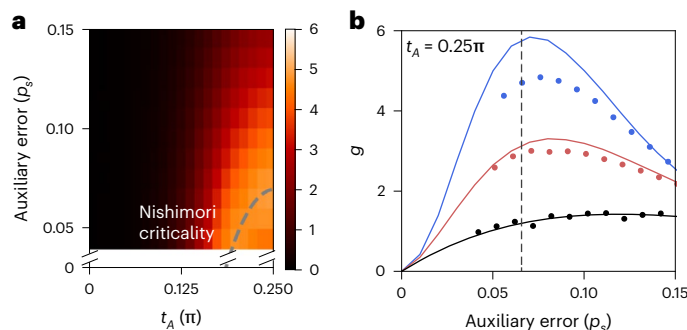 a
0.15
0.10
0.05
0
Auxiliary error (pₛ)
Nishimori
criticality
0
0.125
0.250
t_A (π)
6
5
4
3
2
1
0
b
t_A = 0.25π
6
4
2
0
g
0
0.05
0.10
0.15
Auxiliary error (pₛ)